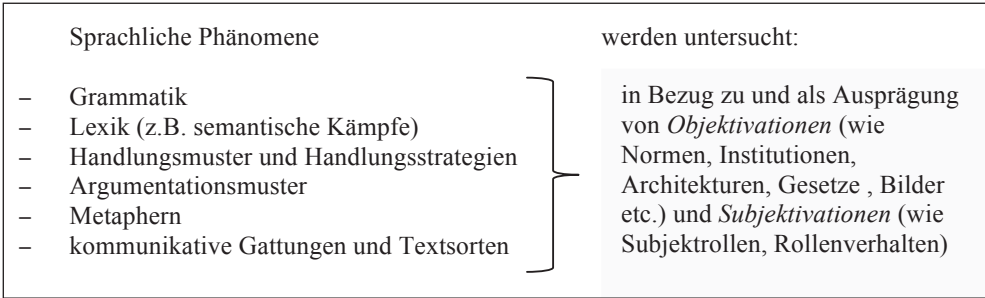 Sprachliche Phänomene
werden untersucht:
– Grammatik
– Lexik (z.B. semantische Kämpfe)
– Handlungsmuster und Handlungsstrategien
– Argumentationsmuster
– Metaphern
– kommunikative Gattungen und Textsorten
in Bezug zu und als Ausprägung
von Objektivationen (wie
Normen, Institutionen,
Architekturen, Gesetze , Bilder
etc.) und Subjektivationen (wie
Subjektrollen, Rollenverhalten)